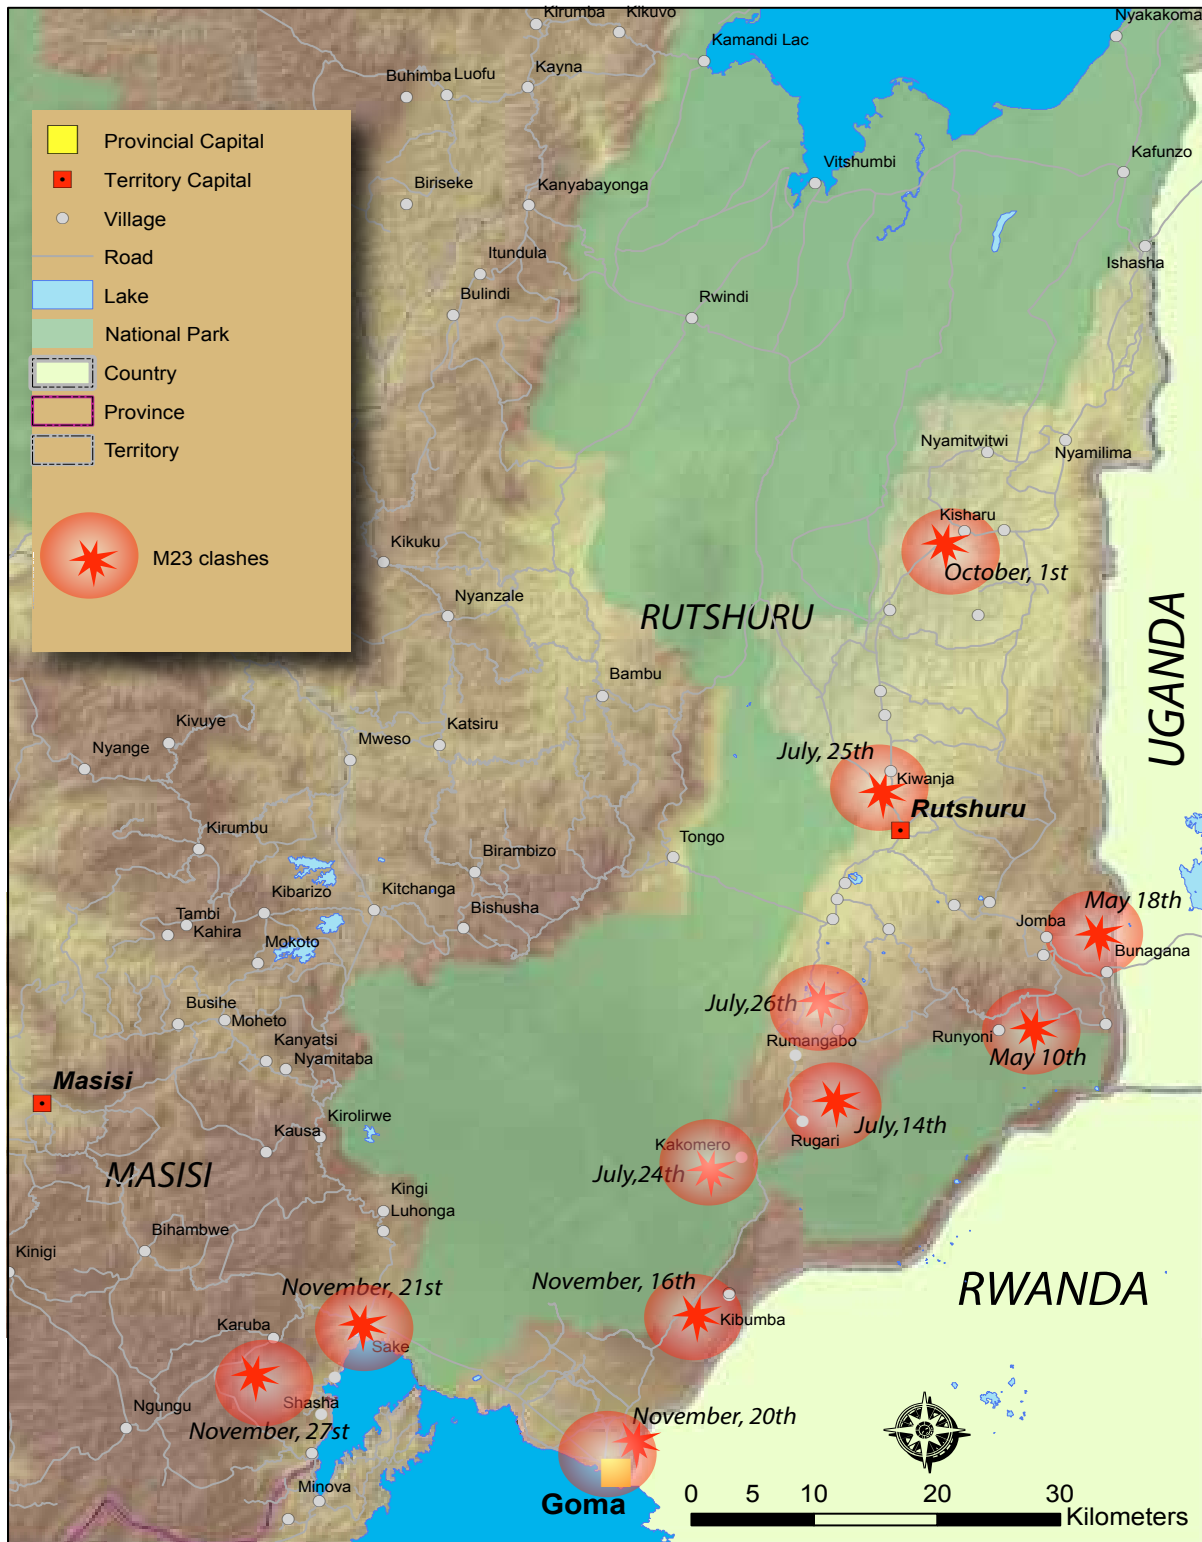 Kirumba
Kikuvo
Nyakakoma
Kamandi Lac
Buhimba
Luofu
Kayna
Provincial Capital
Territory Capital
Village
Road
Lake
National Park
Country
Province
Territory
M23 clashes
Vitshumbi
Kafunzo
Biriseke
Kanyabayonga
Itundula
Ishasha
Bulindi
Rwindi
Nyamitwitwi
Nyamilima
Kisharu
October, 1st
Kikuku
Nyanzale
RUTSHURU
UGANDA
Bambu
Kivuye
Nyange
Mweso
Katsiru
July, 25th
Kiwanja
Rutshuru
Kirumbu
Tongo
Birambizo
Kibarizo
Kitchanga
Bishusha
May 18th
Tambi
Kahira
Mokoto
Jomba
Bunagana
July,26th
Busihe
Moheto
Kanyatsi
Nyamitaba
Rumangabo
Runyoni
May 10th
Masisi
Kirolirwe
Kausa
July,14th
Rugari
Kakomero
July,24th
MASISI
Kingi
Luhonga
Bihambwe
Kinigi
November, 21st
November, 16th
RWANDA
Karuba
Sake
Kibumba
Shasha
Ngungu
November, 27st
November, 20th
Minova
Goma
0 5 10 20 30
Kilometers